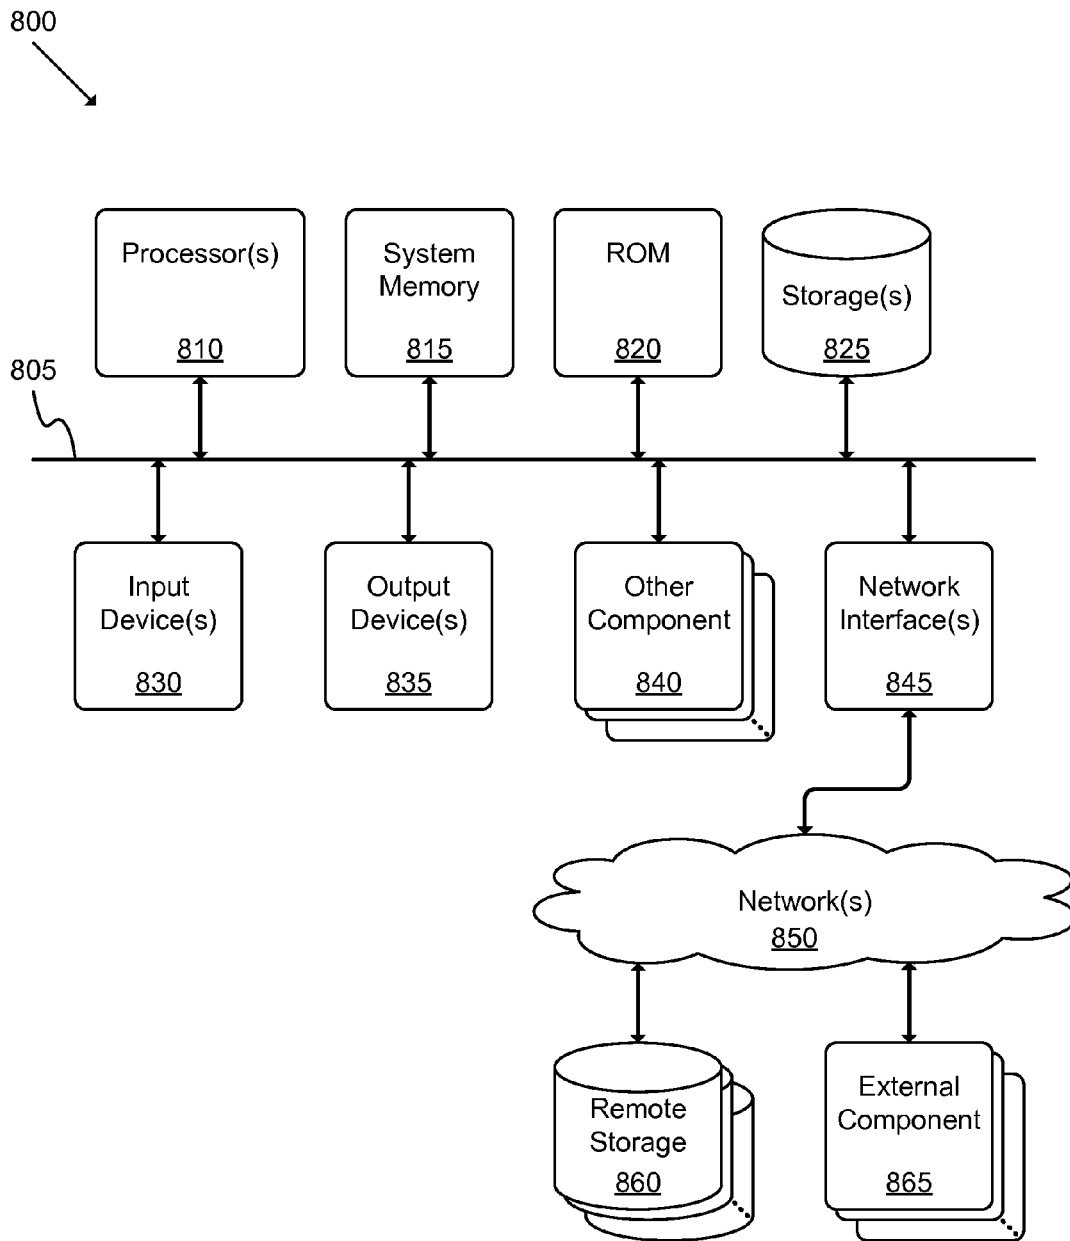 800
Processor(s)
810
System
Memory
815
ROM
820
Storage(s)
825
805
Input
Device(s)
830
Output
Device(s)
835
Other
Component
840
Network
Interface(s)
845
Network(s)
850
Remote
Storage
860
External
Component
865